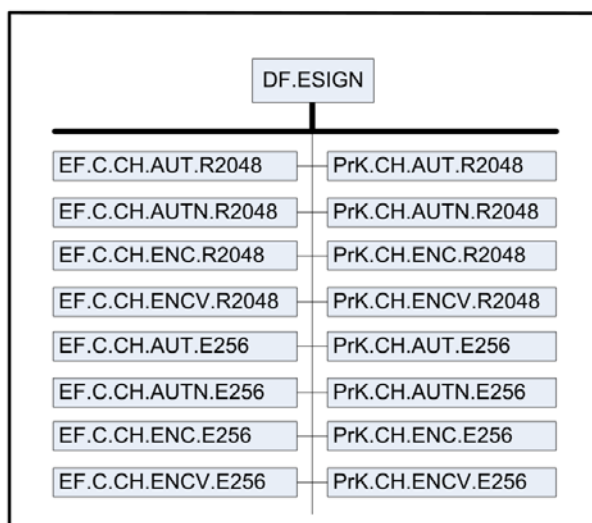 DF.ESIGN
EF.C.CH.AUT.R2048 PrK.CH.AUT.R2048
EF.C.CH.AUTN.R2048 PrK.CH.AUTN.R2048
EF.C.CH.ENC.R2048 PrK.CH.ENC.R2048
EF.C.CH.ENCV.R2048 PrK.CH.ENCV.R2048
EF.C.CH.AUT.E256 PrK.CH.AUT.E256
EF.C.CH.AUTN.E256 PrK.CH.AUTN.E256
EF.C.CH.ENC.E256 PrK.CH.ENC.E256
EF.C.CH.ENCV.E256 PrK.CH.ENCV.E256